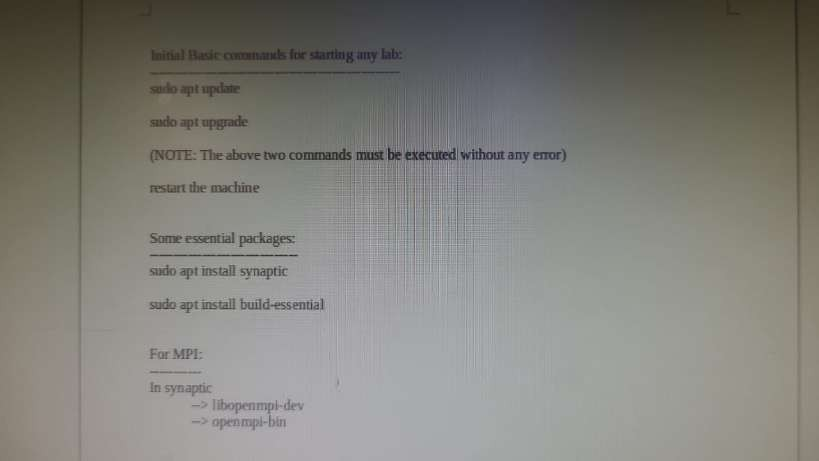 Initial Basic commands for starting any lab:
--------------------------------------------------
sudo apt update
sudo apt upgrade
(NOTE: The above two commands must be executed without any error)
restart the machine
Some essential packages:
------------------------------
sudo apt install synaptic
sudo apt install build-essential
For MPI:
-----------
In synaptic
--> libopenmpi-dev
--> openmpi-bin